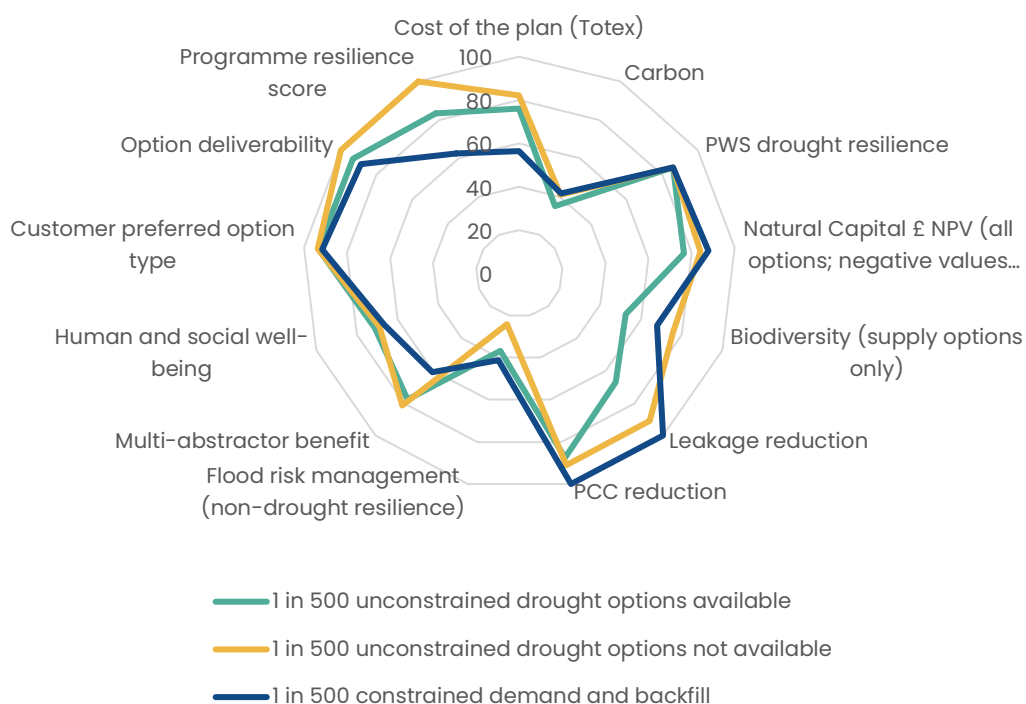 Cost of the plan (Totex)
Programme resilience
score
100
Carbon
80
Option deliverability
60
PWS drought resilience
40
Customer preferred option
type
20
Natural Capital £ NPV (all
options; negative values…
0
Human and social well-
being
Biodiversity (supply options
only)
Multi-abstractor benefit
Leakage reduction
Flood risk management
(non-drought resilience)
PCC reduction
1 in 500 unconstrained drought options available
1 in 500 unconstrained drought options not available
1 in 500 constrained demand and backfill